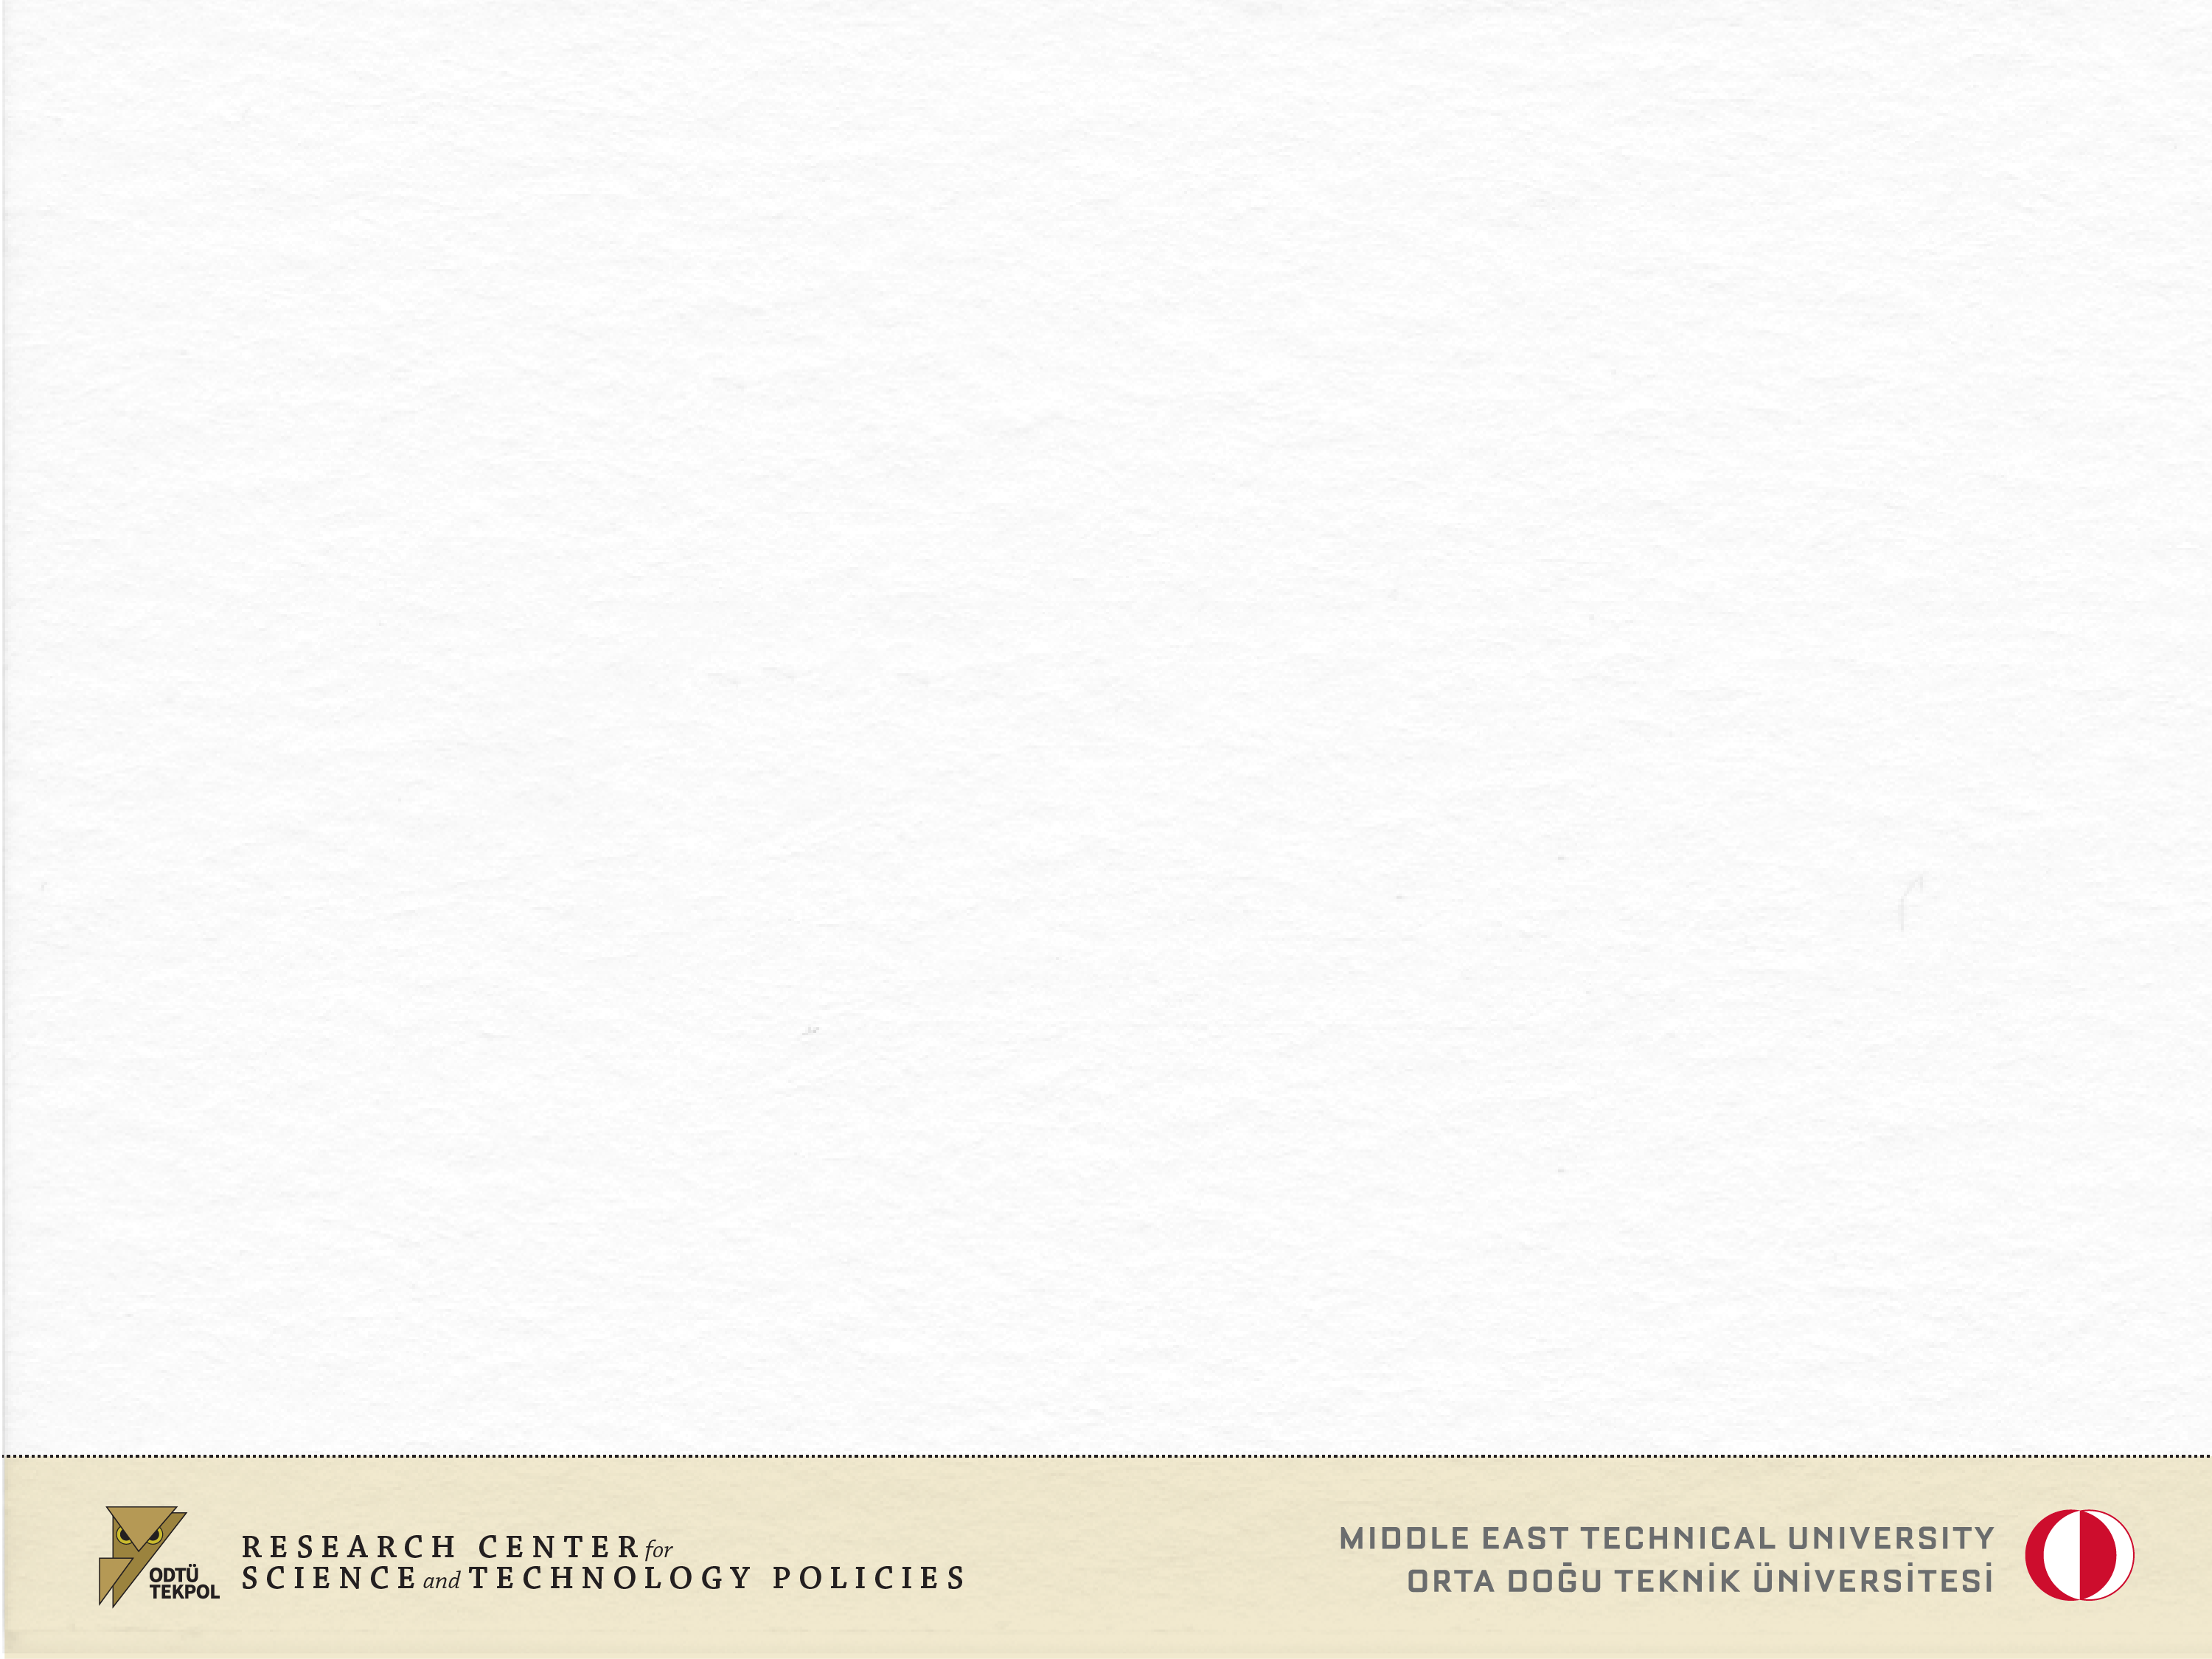 ODTÜ
TEKPOL
RESEARCH CENTER for
SCIENCE and TECHNOLOGY POLICIES
MIDDLE EAST TECHNICAL UNIVERSITY
ORTA DOĞU TEKNİK ÜNİVERSİTESİ